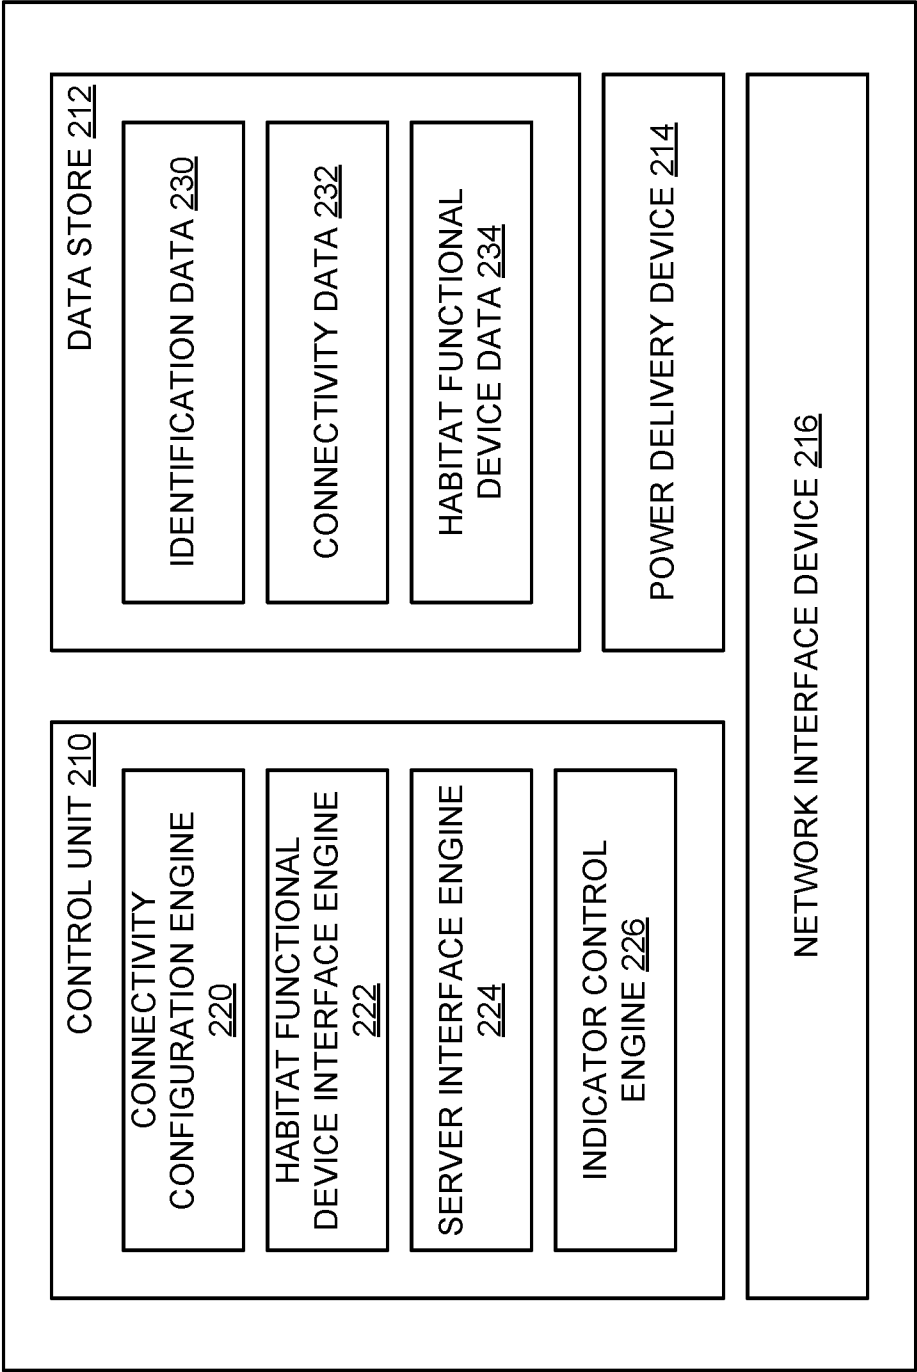 CONTROL UNIT 210
CONNECTIVITY
CONFIGURATION ENGINE
220
HABITAT FUNCTIONAL
DEVICE INTERFACE ENGINE
222
SERVER INTERFACE ENGINE
224
INDICATOR CONTROL
ENGINE 226
DATA STORE 212
IDENTIFICATION DATA 230
CONNECTIVITY DATA 232
HABITAT FUNCTIONAL
DEVICE DATA 234
POWER DELIVERY DEVICE 214
NETWORK INTERFACE DEVICE 216